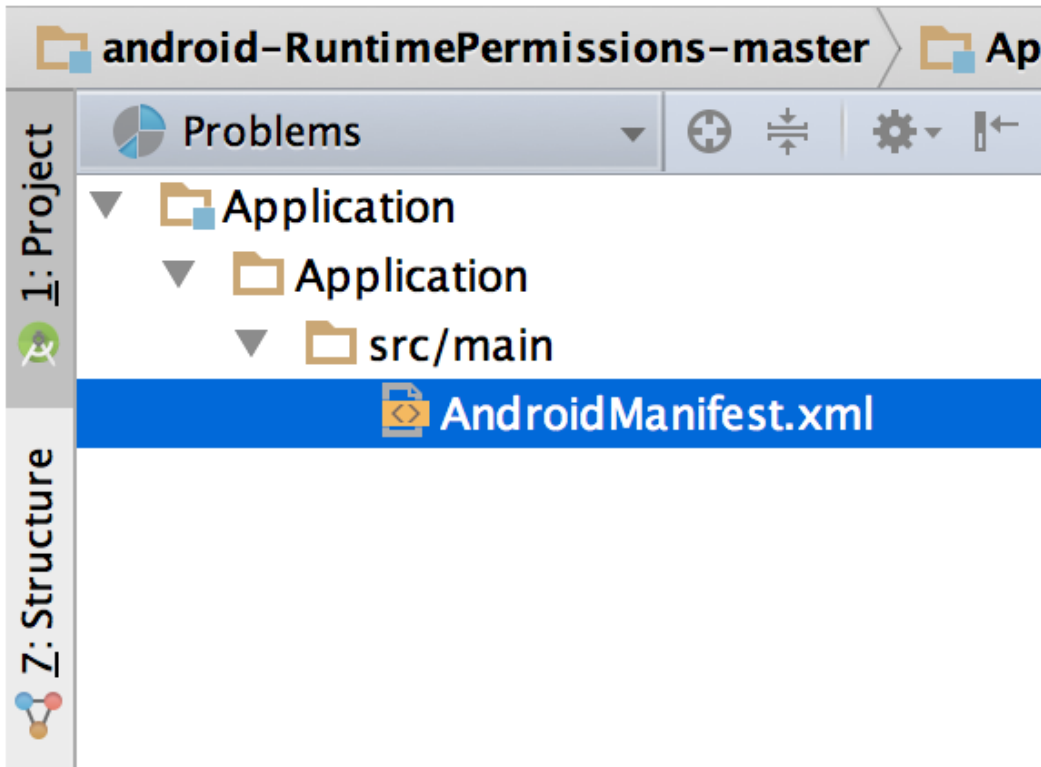 android-RuntimePermissions-master Ap
Problems
1: Project
Application
Application
src/main
AndroidManifest.xml
7: Structure